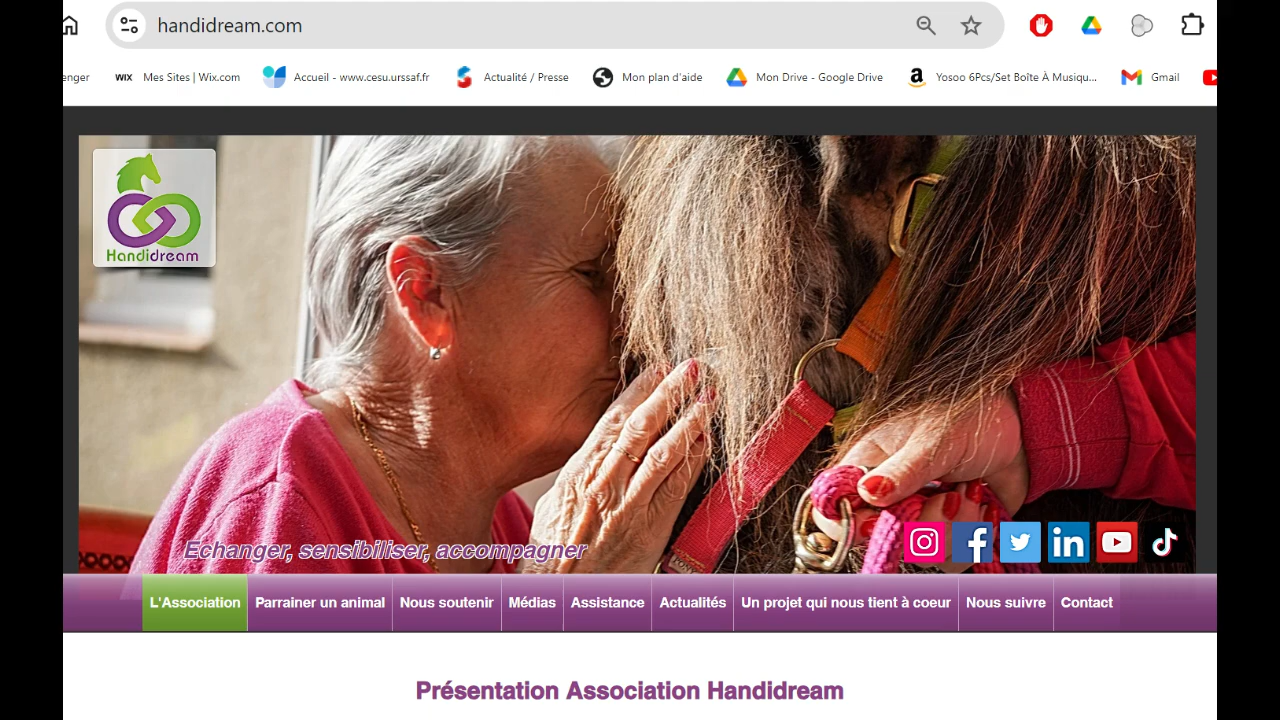 handidream.com
enger WIX Mes Sites | Wix.com Accueil - www.cesu.urssaf.fr Actualité / Presse Mon plan d'aide Mon Drive - Google Drive a Yosoo 6Pcs/Set Boîte À Musiqu... Gmail
Handidream
Echanger, sensibiliser, accompagner
L'Association Parrainer un animal Nous soutenir Médias Assistance Actualités Un projet qui nous tient à coeur Nous suivre Contact
Présentation Association Handidream